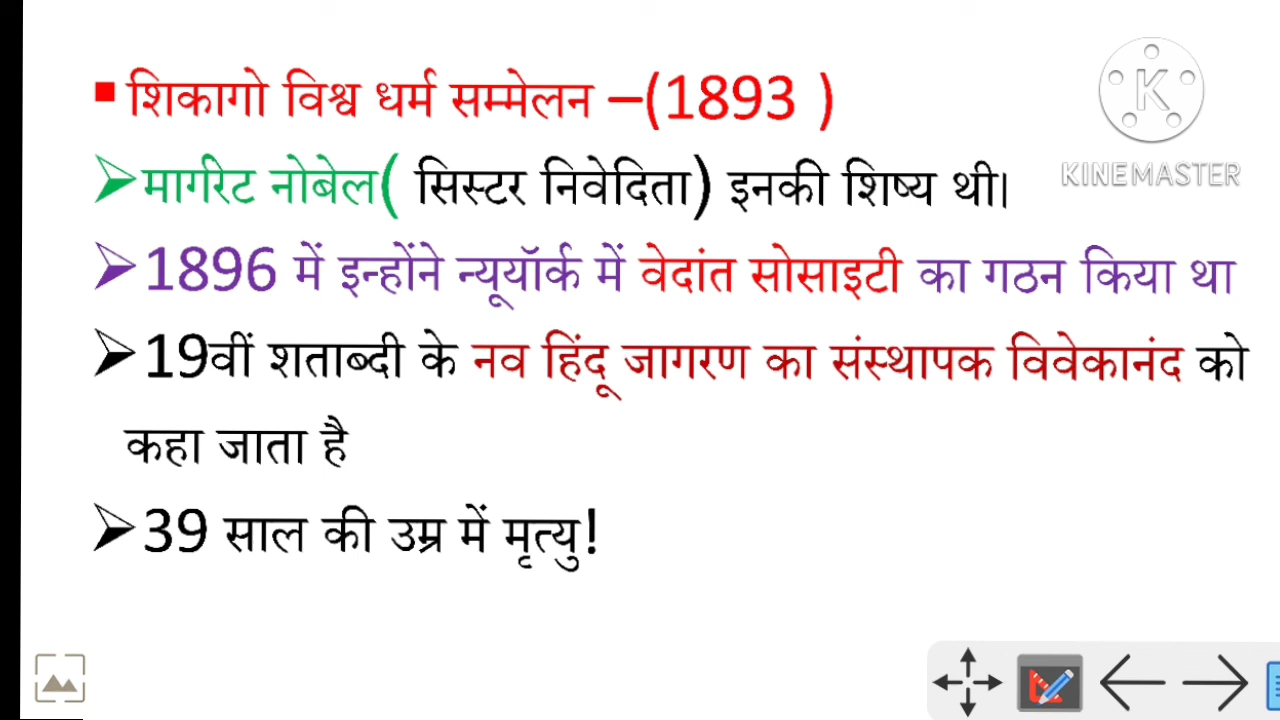 शिकागो विश्व धर्म सम्मेलन –(1893 )
K
KINEMASTER
मार्गरेट नोबेल( सिस्टर निवेदिता) इनकी शिष्य थी।
1896 में इन्होंने न्यूयॉर्क में वेदांत सोसाइटी का गठन किया था
19वीं शताब्दी के नव हिंदू जागरण का संस्थापक विवेकानंद को
कहा जाता है
39 साल की उम्र में मृत्यु!